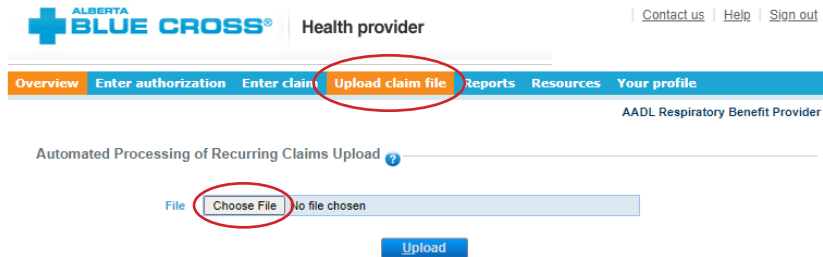 Contact us | Help | Sign out
ALBERTA
BLUE CROSS® Health provider
Overview Enter authorization Enter claim Upload claim file Reports Resources Your profile
AADL Respiratory Benefit Provider
Automated Processing of Recurring Claims Upload ?
File Choose File No file chosen
Upload